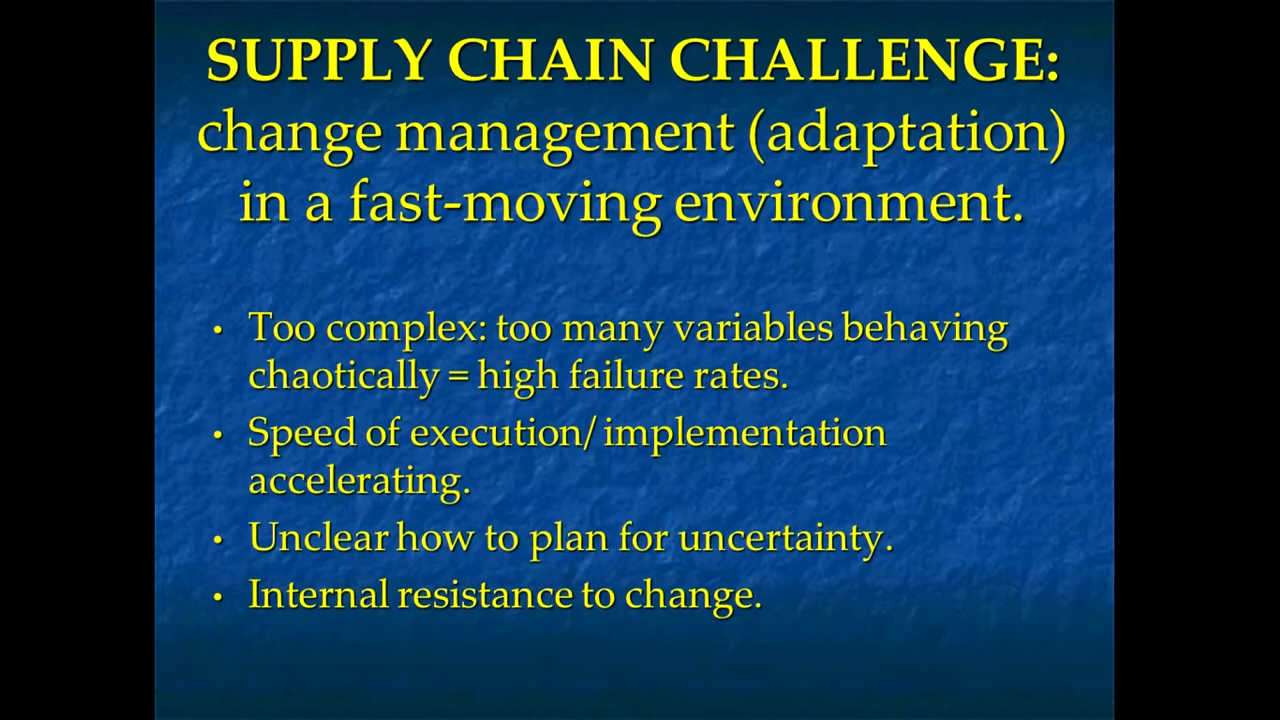 SUPPLY CHAIN CHALLENGE:
change management (adaptation)
in a fast-moving environment.
• Too complex: too many variables behaving
chaotically = high failure rates.
• Speed of execution/ implementation
accelerating.
• Unclear how to plan for uncertainty.
• Internal resistance to change.